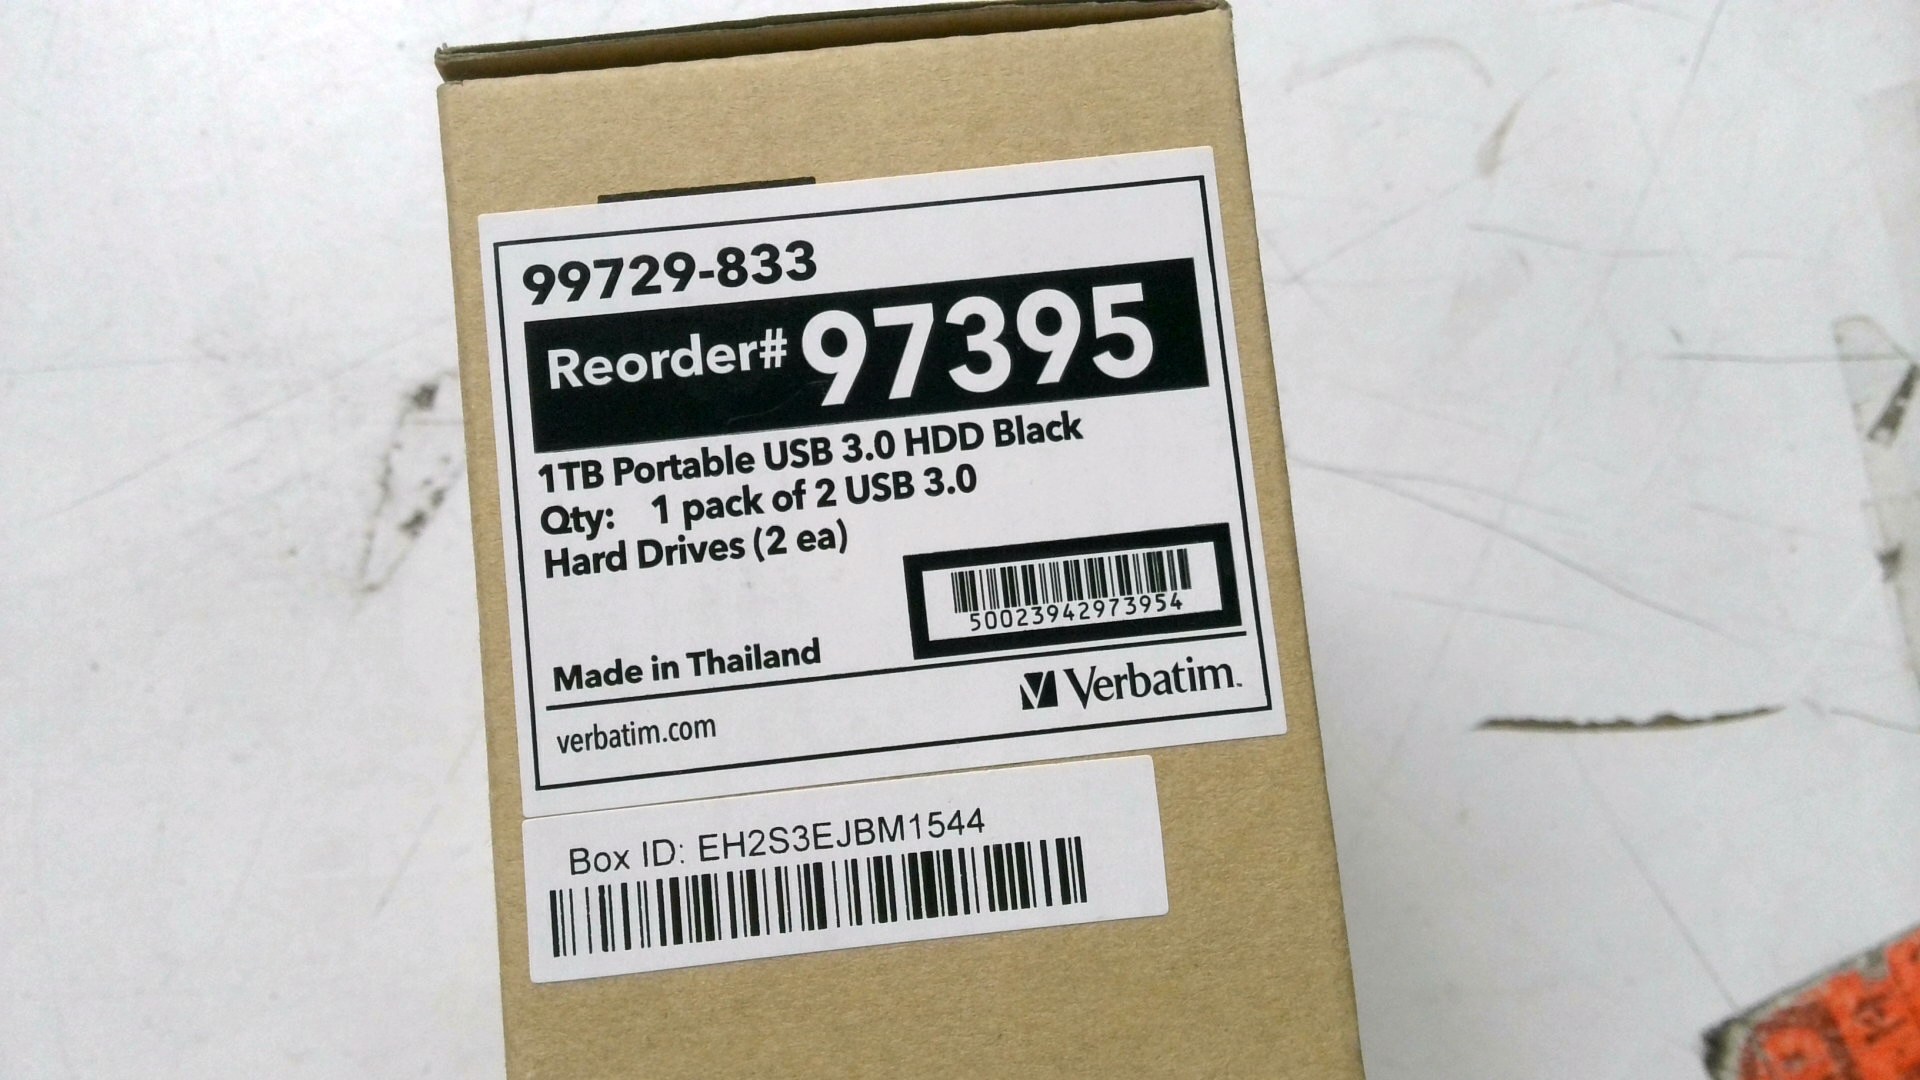 99729-833
Reorder# 97395
1TB Portable USB 3.0 HDD Black
Qty: 1 pack of 2 USB 3.0
Hard Drives (2 ea)
50023942973954
Made in Thailand
verbatim.com
Verbatim.
Box ID: EH2S3EJBM1544